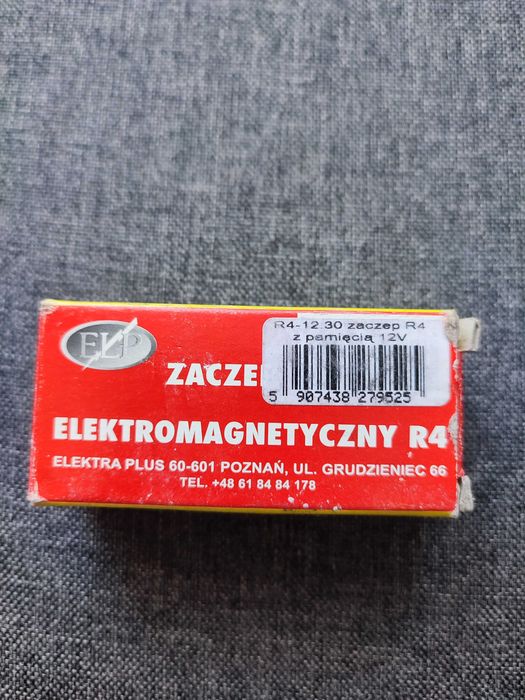 ELP
R4-12.30 zaczep R4
z pamięcią 12V
5 907438 279525
ZACZE
ELEKTROMAGNETYCZNY R4
ELEKTRA PLUS 60-601 POZNAŃ, UL. GRUDZIENIEC 66
TEL. +48 61 84 84 178